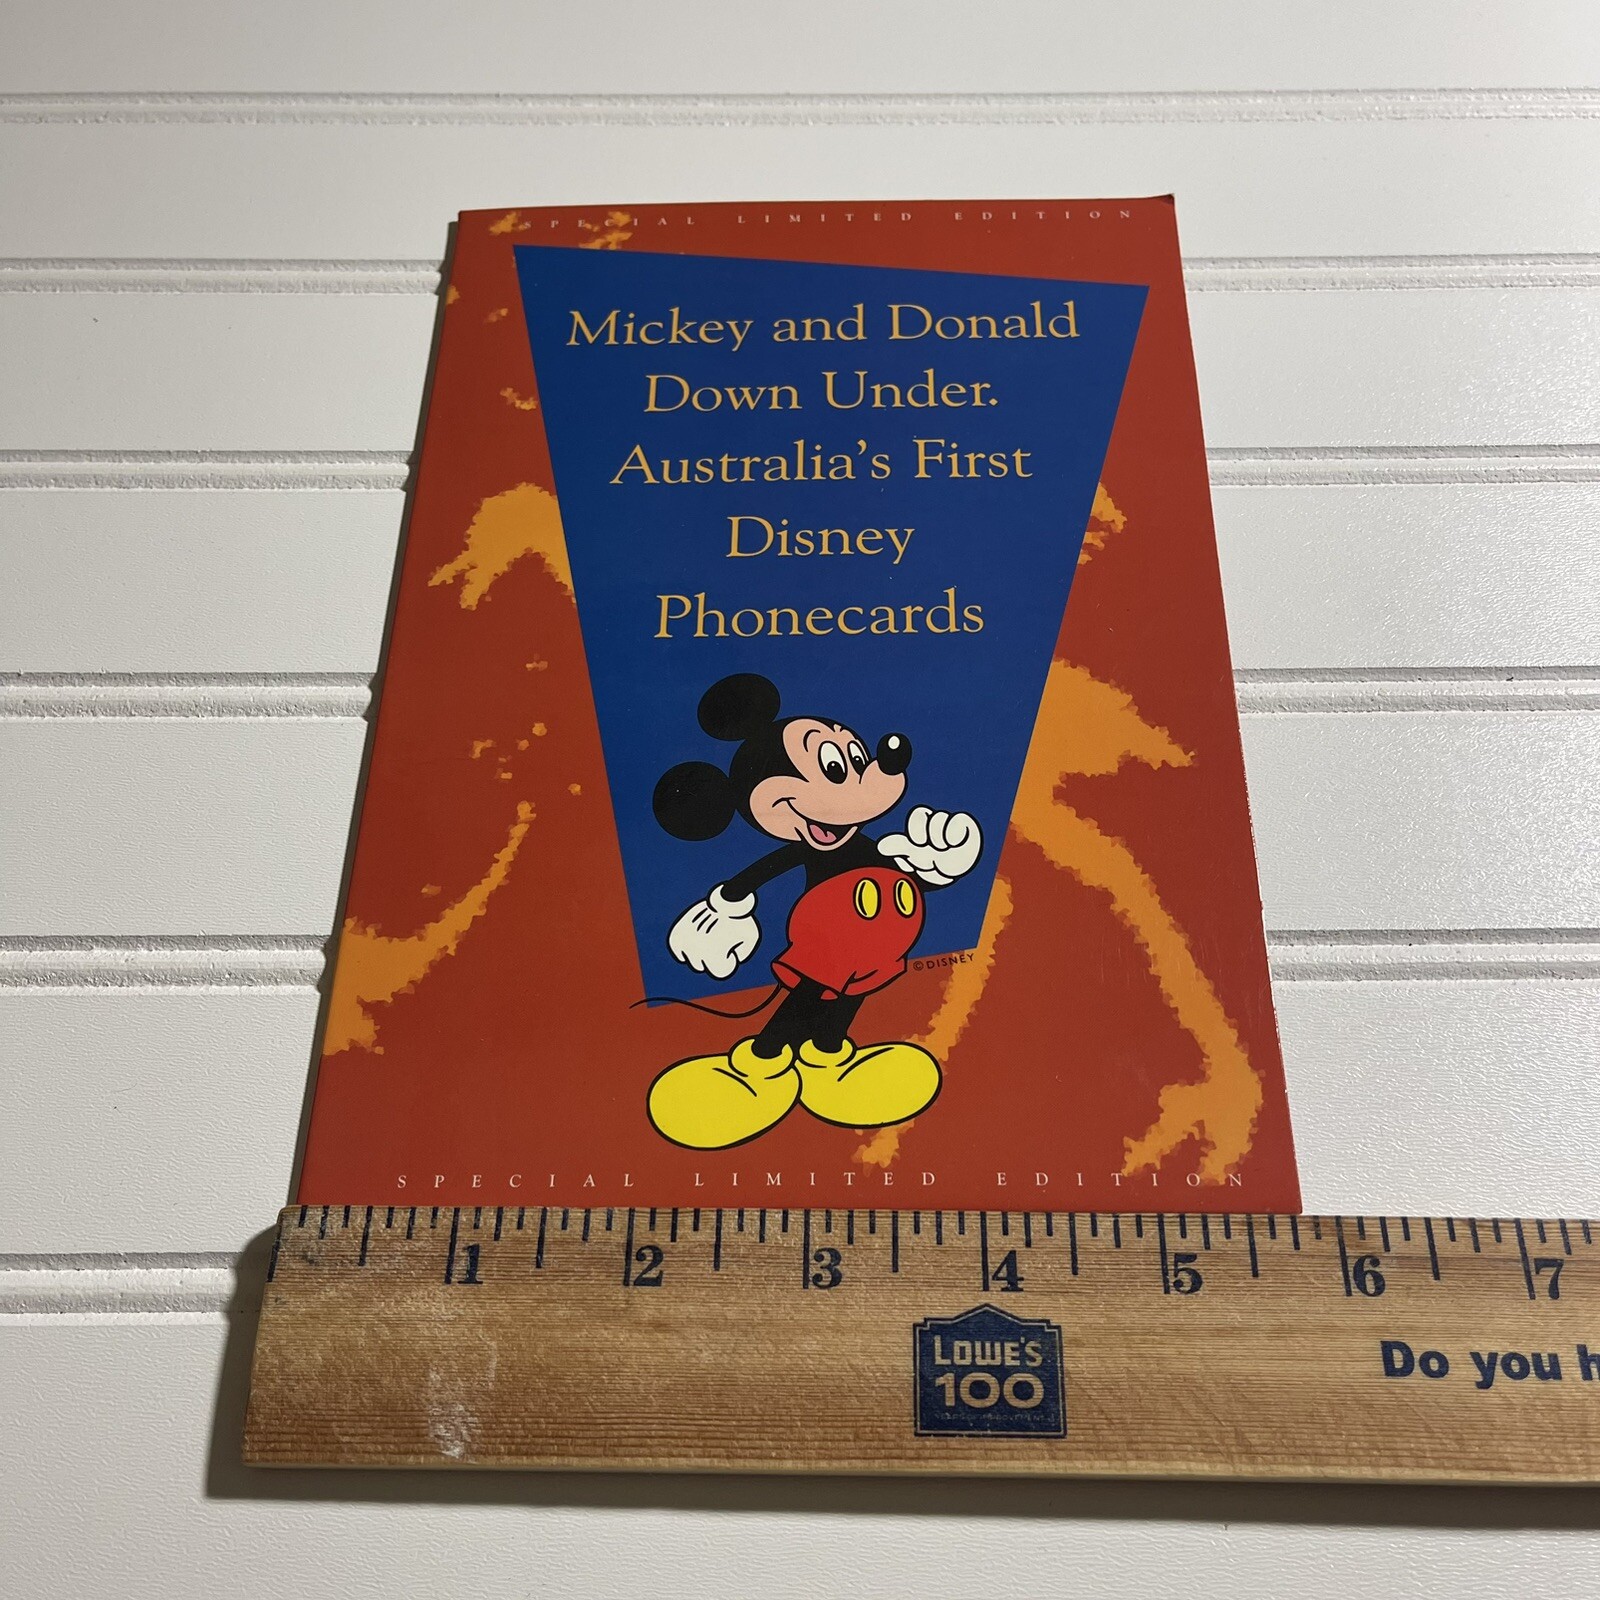 SPECIAL LIMITED EDITION
Mickey and Donald
Down Under.
Australia's First
Disney
Phonecards
© DISNEY
SPECIAL LIMITED EDITION
1 2 3 4 5 6 7
LOWE'S
100
Do you h